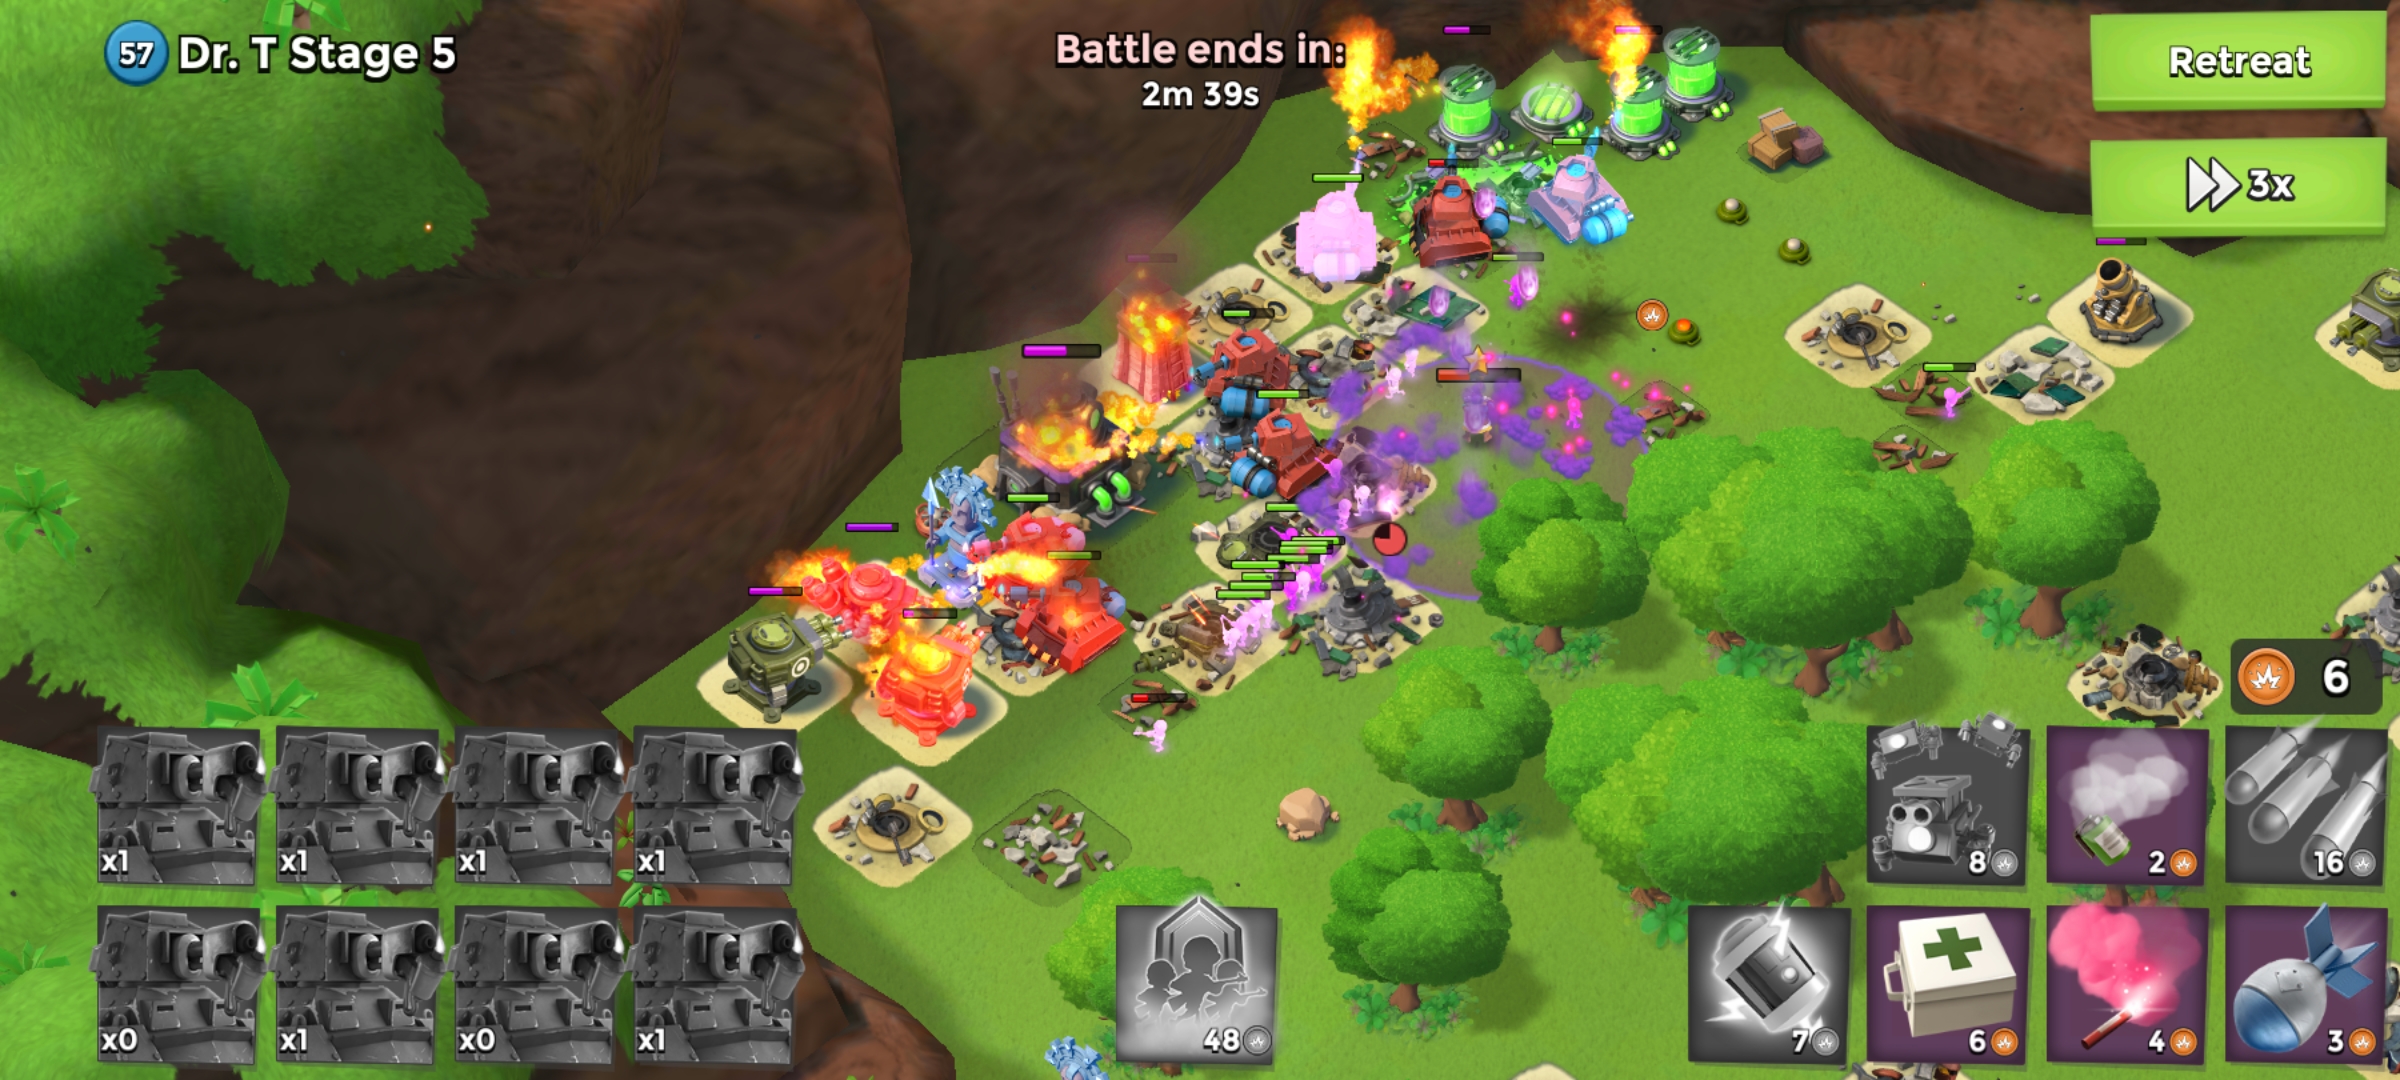 57 Dr. T Stage 5
Battle ends in:
2m 39s
Retreat
3x
6
x1 x1 x1 x1
8 2 16
x0 x1 x0 x1
48 7 6 4 3